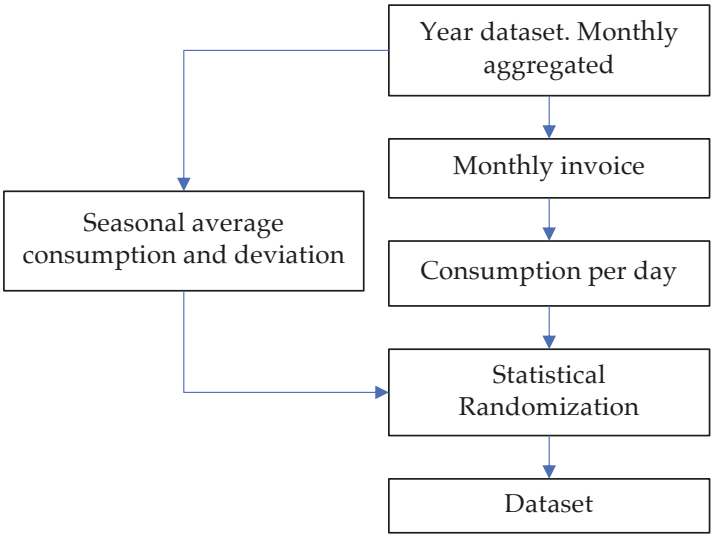 Year dataset. Monthly
aggregated
Monthly invoice
Seasonal average
consumption and deviation
Consumption per day
Statistical
Randomization
Dataset